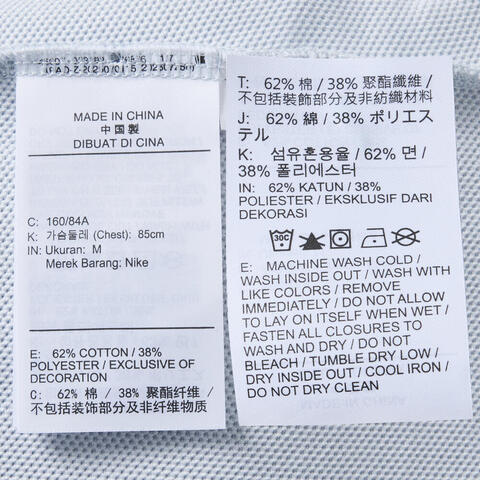 MADE IN CHINA
中国製
DIBUAT DI CINA
C: 160/84A
K: 가슴둘레 (Chest): 85cm
IN: Ukuran: M
Merek Barang: Nike
E: 62% COTTON / 38%
POLYESTER / EXCLUSIVE OF
DECORATION
C: 62% 棉 / 38% 聚酯纤维 /
不包括装饰部分及非纤维物质
T: 62% 棉 / 38% 聚酯纖維 /
不包括裝飾部分及非紡織材料
J: 62% 綿 / 38% ポリエス
テル
K: 섬유혼용율 / 62% 면 /
38% 폴리에스터
IN: 62% KATUN / 38%
POLIESTER / EKSKLUSIF DARI
DEKORASI
30C
E: MACHINE WASH COLD /
WASH INSIDE OUT / WASH WITH
LIKE COLORS / REMOVE
IMMEDIATELY / DO NOT ALLOW
TO LAY ON ITSELF WHEN WET /
FASTEN ALL CLOSURES TO
WASH AND DRY / DO NOT
BLEACH / TUMBLE DRY LOW /
DRY INSIDE OUT / COOL IRON /
DO NOT DRY CLEAN